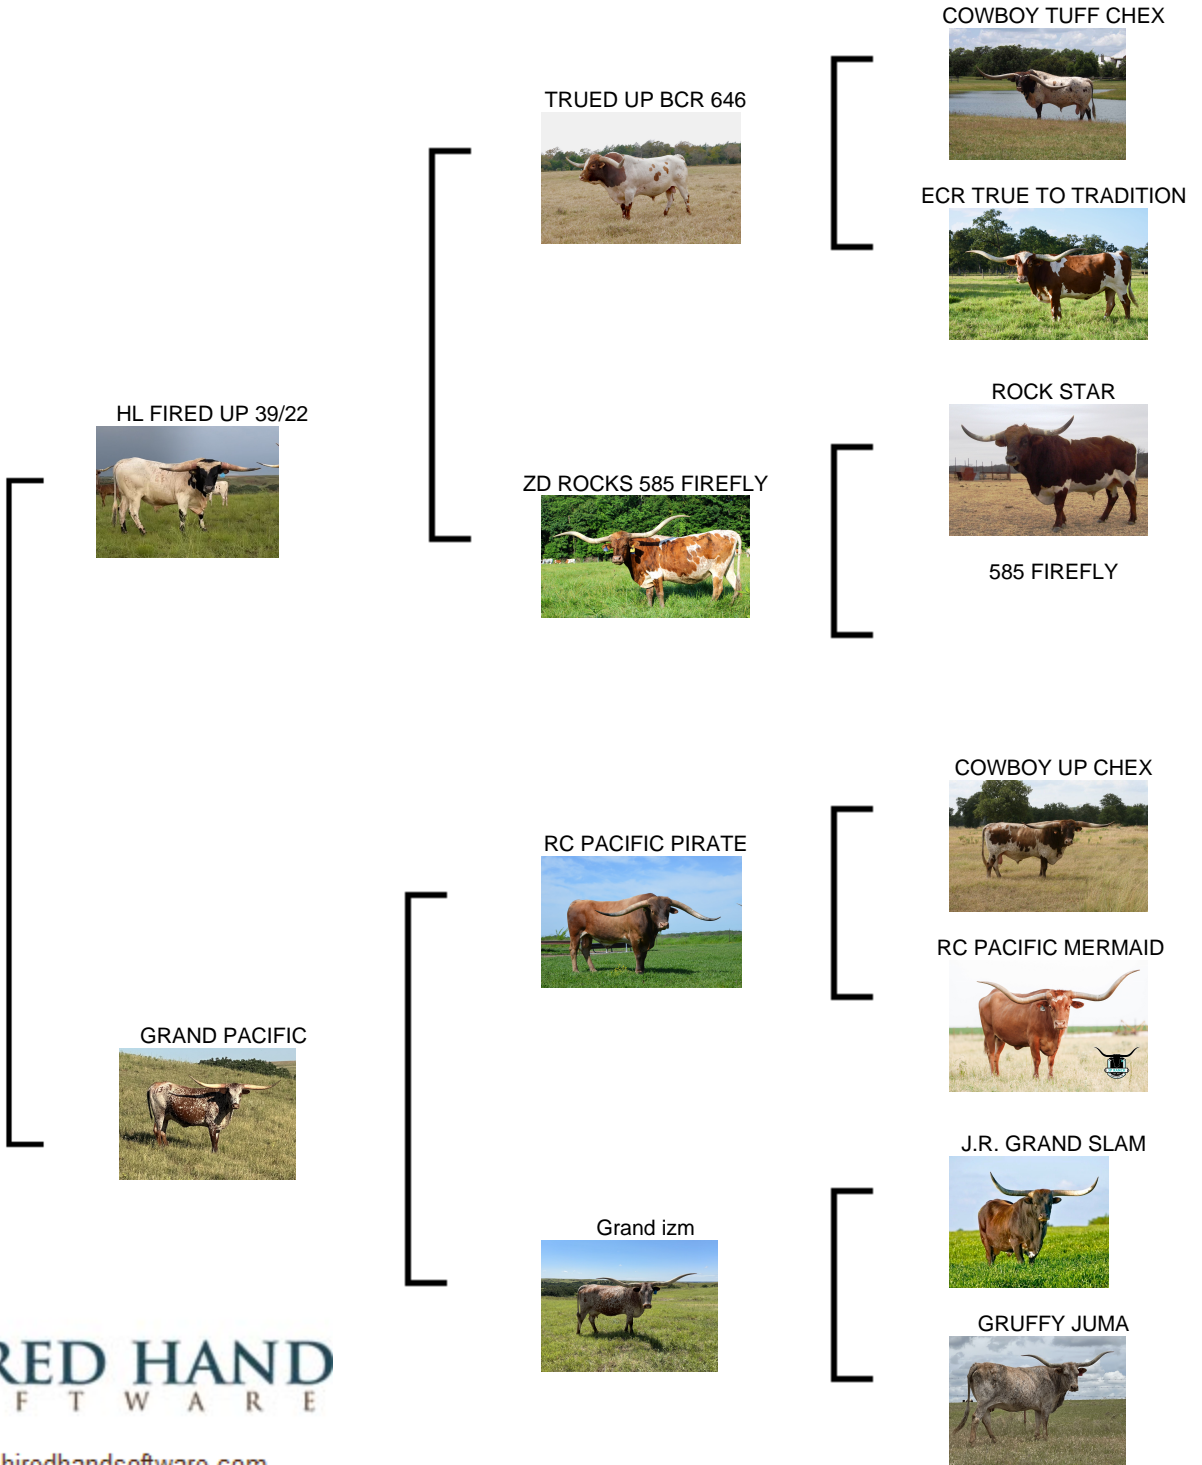 COWBOY TUFF CHEX
TRUED UP BCR 646
ECR TRUE TO TRADITION
ROCK STAR
HL FIRED UP 39/22
ZD ROCKS 585 FIREFLY
585 FIREFLY
COWBOY UP CHEX
RC PACIFIC PIRATE
RC PACIFIC MERMAID
GRAND PACIFIC
J.R. GRAND SLAM
Grand izm
GRUFFY JUMA
RED HAND
F T W A R E
hiredhandsoftware.com